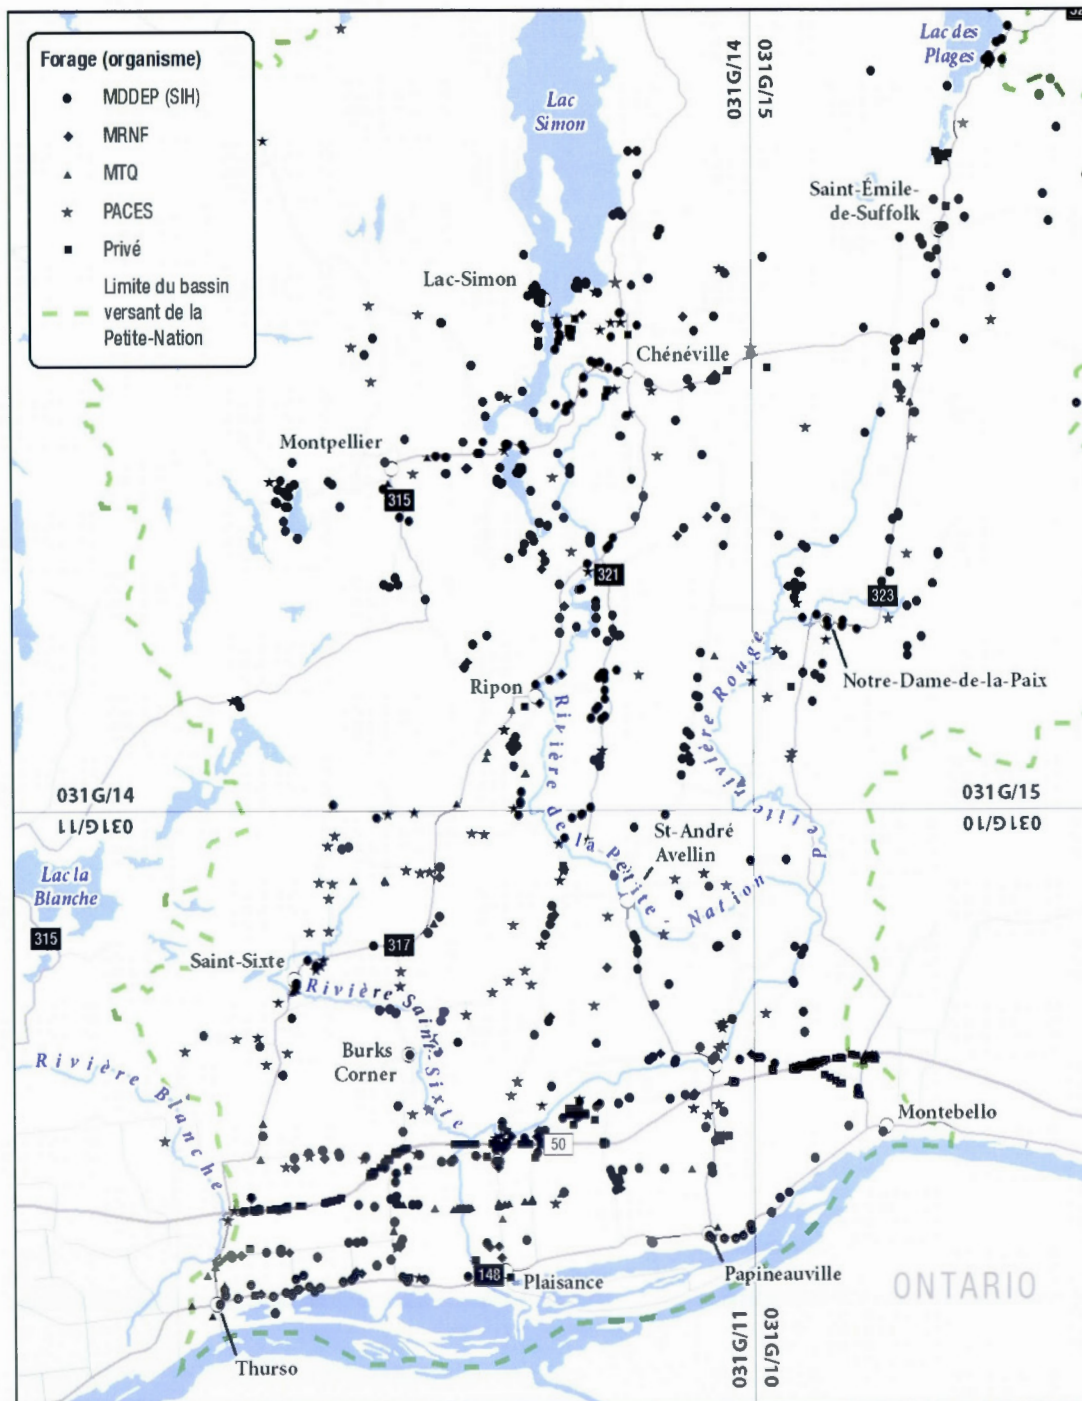 Forage (organisme)
MDDEP (SIH)
MRNF
MTQ
PACES
Privé
Limite du bassin
versant de la
Petite-Nation
Lac des
Plages
031G/14
031G/15
Lac
Simon
Saint-Émile-
de-Suffolk
Lac-Simon
Chénéville
Montpellier
315
321
323
Notre-Dame-de-la-Paix
Ripon
Petite rivière Rouge
Rivière de la Petite - Nation
031G/14
031G/11
031G/15
031G/10
St-André
Avellin
Lac la
Blanche
315
317
Saint-Sixte
Rivière Saint-Sixte
Burks
Corner
Rivière Blanche
Montebello
50
148
Plaisance
Papineauville
ONTARIO
031G/11
031G/10
Thurso